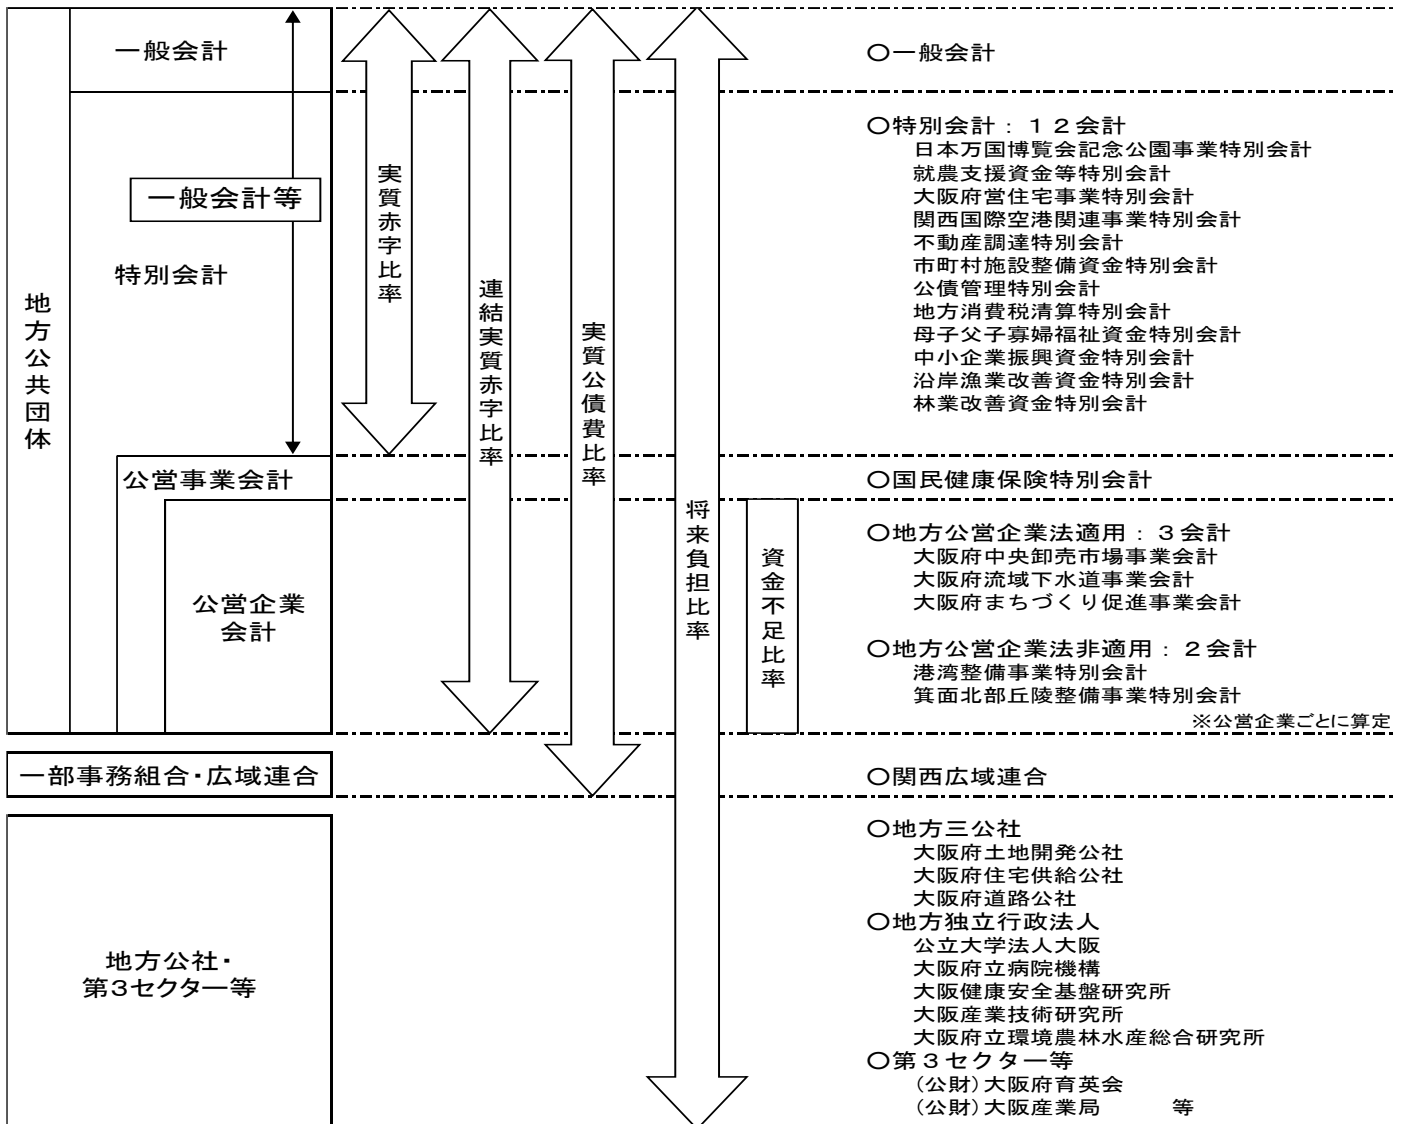 一般会計
一般会計等
特別会計
地方公共団体
公営事業会計
公営企業
会計
一部事務組合・広域連合
地方公社・
第3セクター等
実質赤字比率
連結実質赤字比率
実質公債費比率
将来負担比率
資金不足比率
○一般会計
○特別会計：１２会計
日本万国博覧会記念公園事業特別会計
就農支援資金等特別会計
大阪府営住宅事業特別会計
関西国際空港関連事業特別会計
不動産調達特別会計
市町村施設整備資金特別会計
公債管理特別会計
地方消費税清算特別会計
母子父子寡婦福祉資金特別会計
中小企業振興資金特別会計
沿岸漁業改善資金特別会計
林業改善資金特別会計
○国民健康保険特別会計
○地方公営企業法適用：３会計
大阪府中央卸売市場事業会計
大阪府流域下水道事業会計
大阪府まちづくり促進事業会計
○地方公営企業法非適用：２会計
港湾整備事業特別会計
箕面北部丘陵整備事業特別会計
※公営企業ごとに算定
○関西広域連合
○地方三公社
大阪府土地開発公社
大阪府住宅供給公社
大阪府道路公社
○地方独立行政法人
公立大学法人大阪
大阪府立病院機構
大阪健康安全基盤研究所
大阪産業技術研究所
大阪府立環境農林水産総合研究所
○第３セクター等
（公財）大阪府育英会
（公財）大阪産業局　　　等